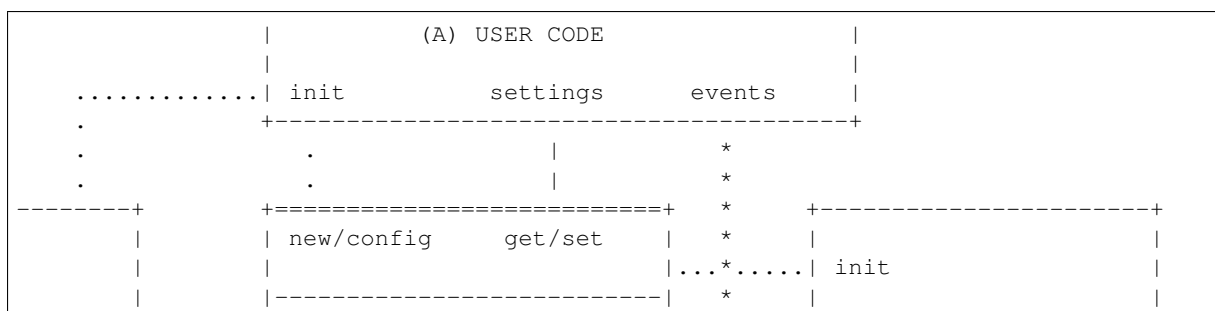 |          (A) USER CODE                 |
|                                        |
.............| init          settings      events     |
.            +----------------------------------------+
.                .                |           *
.                .                |           *
--------+        +===========================+   *     +-----------------------+
|        | new/config     get/set    |   *     |                       |
|        |                           |...*.....| init                  |
|        |---------------------------|   *     |                       |